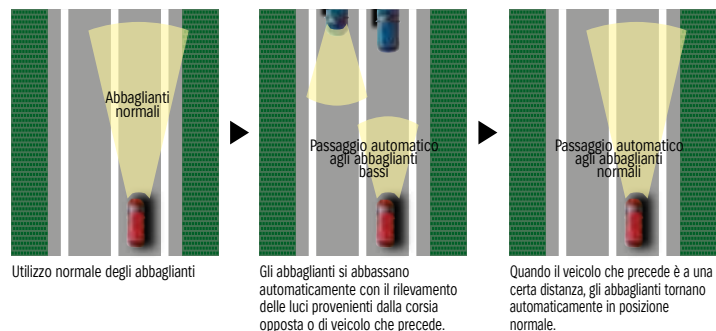 Abbaglianti
normali
Utilizzo normale degli abbaglianti
Passaggio automatico
agli abbaglianti
bassi
Gli abbaglianti si abbassano
automaticamente con il rilevamento
delle luci provenienti dalla corsia
opposta o di veicolo che precede.
Passaggio automatico
agli abbaglianti
normali
Quando il veicolo che precede è a una
certa distanza, gli abbaglianti tornano
automaticamente in posizione
normale.